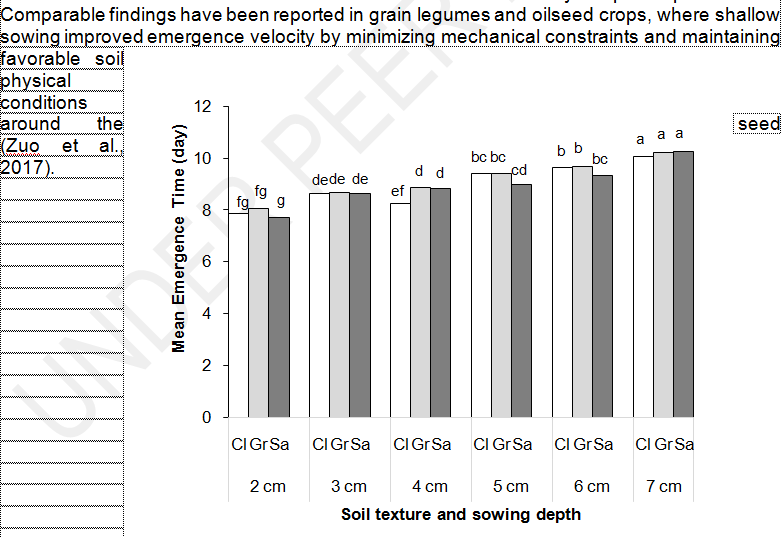 Comparable findings have been reported in grain legumes and oilseed crops, where shallow
sowing improved emergence velocity by minimizing mechanical constraints and maintaining
favorable soil
physical
conditions
around the seed
(Zuo et al.,
2017).
UNDER PEER
Mean Emergence Time (day)
12
10
8
6
4
2
0
fg fg g
de de de
ef d d
bc bc cd
b b bc
a a a
Cl Gr Sa Cl Gr Sa Cl Gr Sa Cl Gr Sa Cl Gr Sa Cl Gr Sa
2 cm 3 cm 4 cm 5 cm 6 cm 7 cm
Soil texture and sowing depth